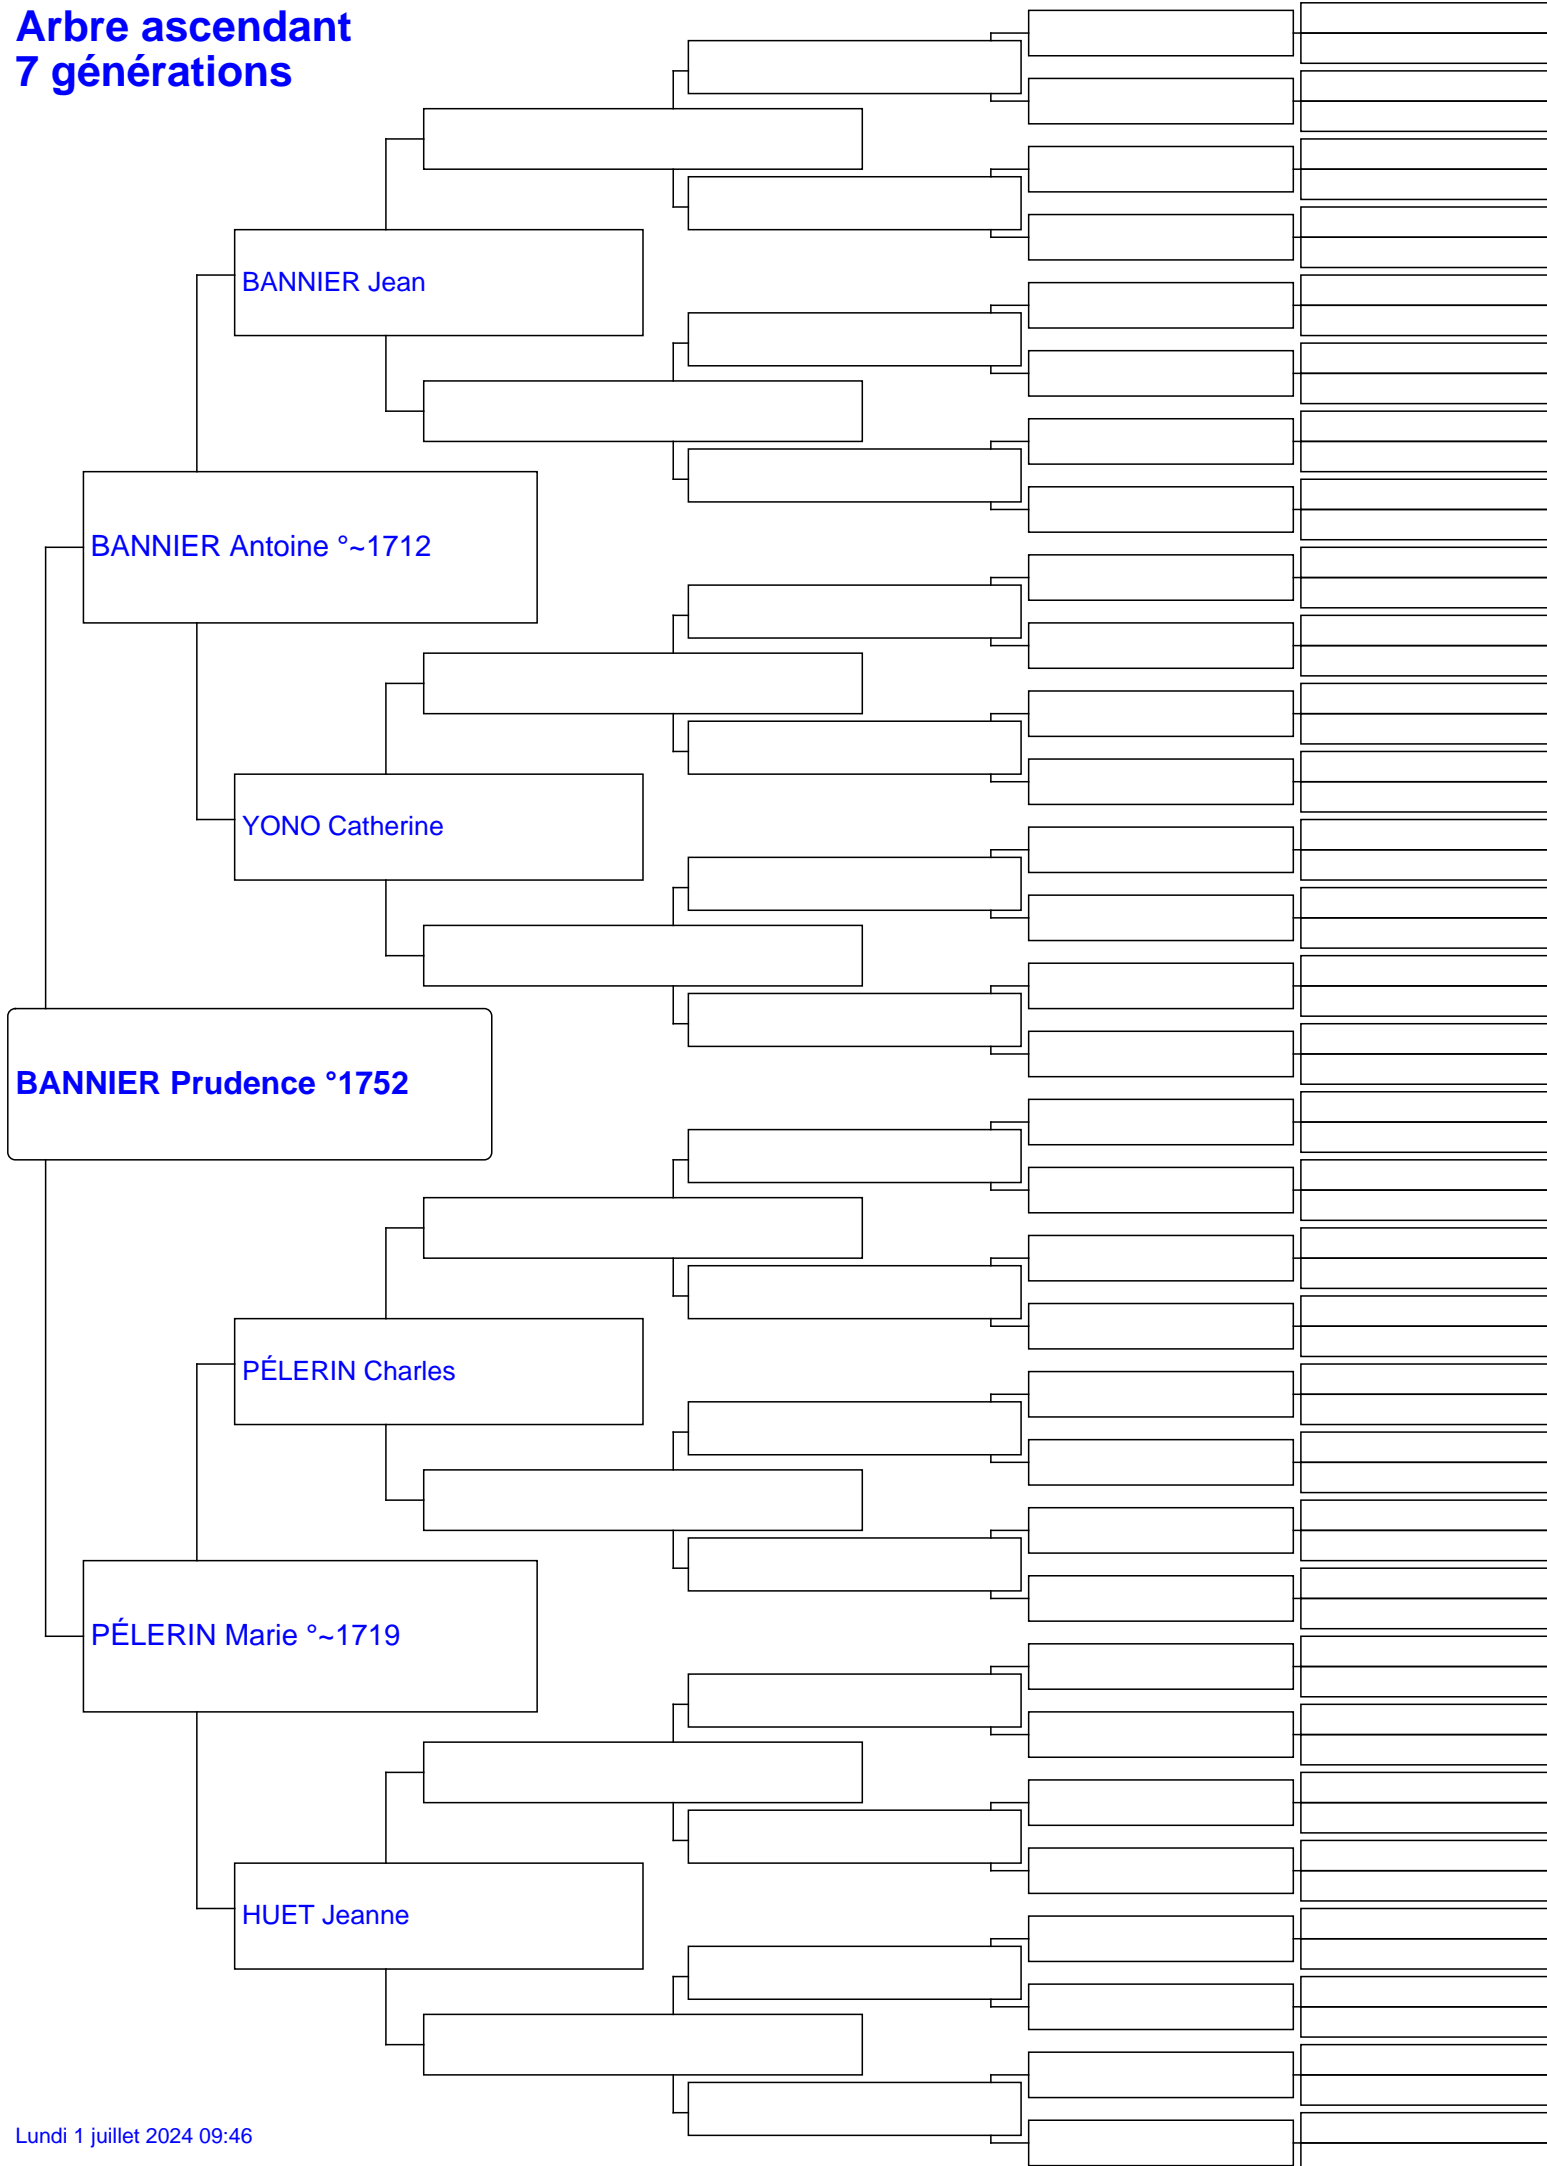 Arbre ascendant
7 générations
BANNIER Jean
BANNIER Antoine °~1712
YONO Catherine
BANNIER Prudence °1752
PÉLERIN Charles
PÉLERIN Marie °~1719
HUET Jeanne
Lundi 1 juillet 2024 09:46